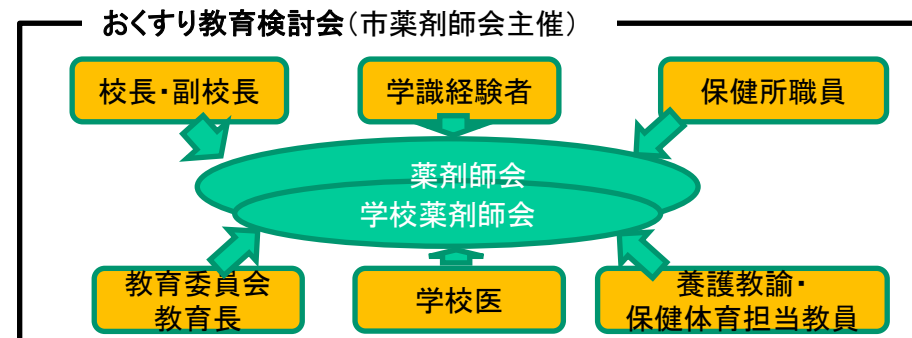 おくすり教育検討会(市薬剤師会主催)
校長・副校長
学識経験者
保健所職員
薬剤師会
学校薬剤師会
教育委員会
教育長
学校医
養護教諭・
保健体育担当教員